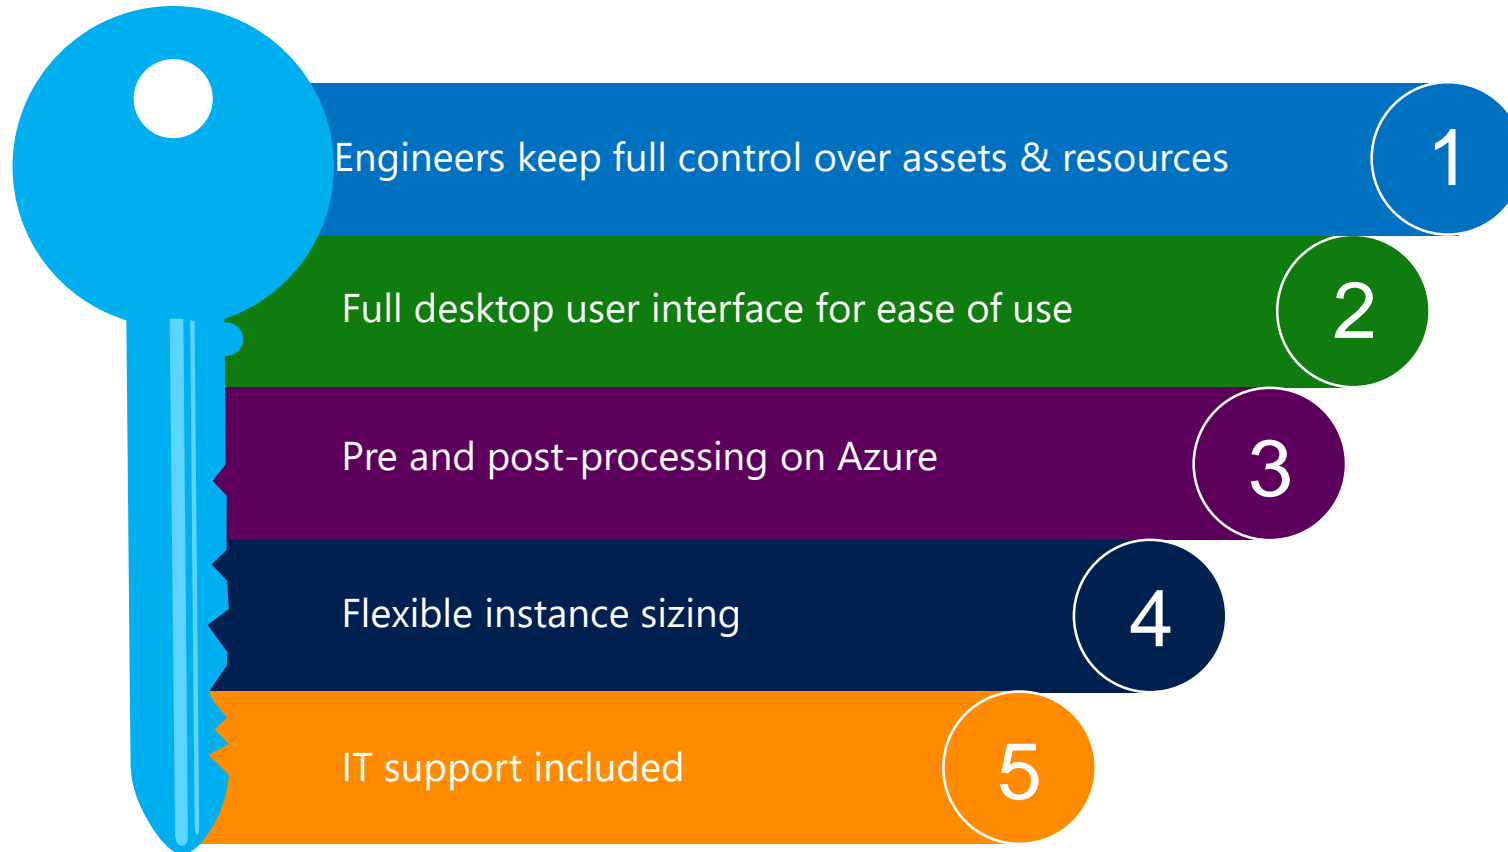 Engineers keep full control over assets & resources
1
Full desktop user interface for ease of use
2
Pre and post-processing on Azure
3
Flexible instance sizing
4
IT support included
5